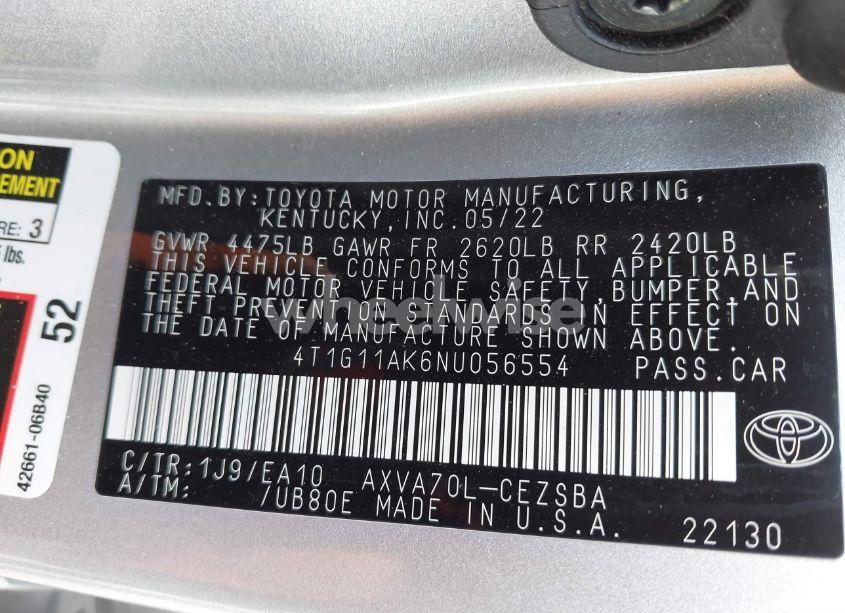 ON
EMENT
RE: 3
lbs.
52
42661-06B40
MFD.BY:TOYOTA MOTOR MANUFACTURING,
KENTUCKY,INC.05/22
GVWR 4475LB GAWR FR 2620LB RR 2420LB
THIS VEHICLE CONFORMS TO ALL APPLICABLE
FEDERAL MOTOR VEHICLE SAFETY,BUMPER,AND
THEFT PREVENTION STANDARDS IN EFFECT ON
THE DATE OF MANUFACTURE SHOWN ABOVE.
4T1G11AK6NU056554 PASS.CAR
C/TR:1J9/EA10 AXVA70L-CEZSBA
A/TM: /UB80E MADE IN U.S.A. 22130
wheelwise